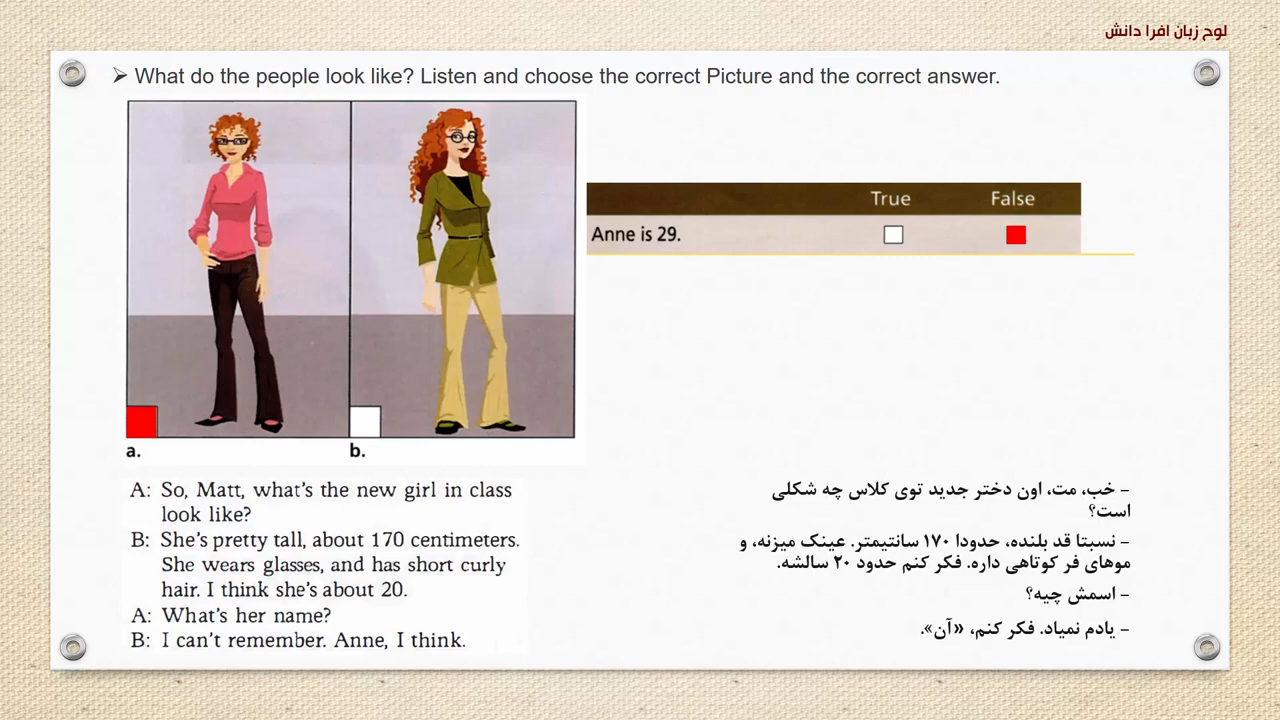 لوح زبان افرا دانش
➤ What do the people look like? Listen and choose the correct Picture and the correct answer.
True False
Anne is 29.
a. b.
A: So, Matt, what's the new girl in class
look like?
B: She's pretty tall, about 170 centimeters.
She wears glasses, and has short curly
hair. I think she's about 20.
A: What's her name?
B: I can't remember. Anne, I think.
- خب، مت، اون دختر جدید توی کلاس چه شکلی
است؟
- نسبتا قد بلنده، حدودا ۱۷۰ سانتیمتر. عینک میزنه، و
موهای فر کوتاهی داره. فکر کنم حدود ۲۰ سالشه.
- اسمش چیه؟
- یادم نمیاد. فکر کنم، «آن».